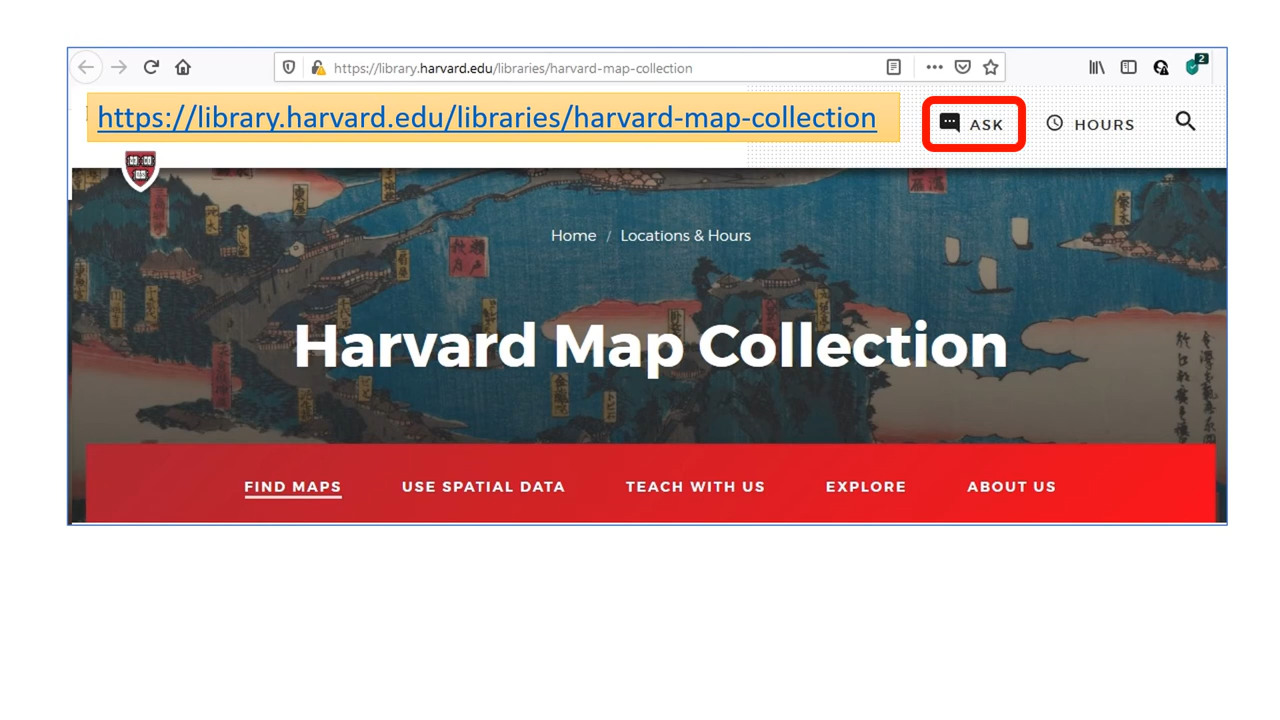 https://library.harvard.edu/libraries/harvard-map-collection
2
https://library.harvard.edu/libraries/harvard-map-collection
ASK
HOURS
Home / Locations & Hours
Harvard Map Collection
FIND MAPS
USE SPATIAL DATA
TEACH WITH US
EXPLORE
ABOUT US